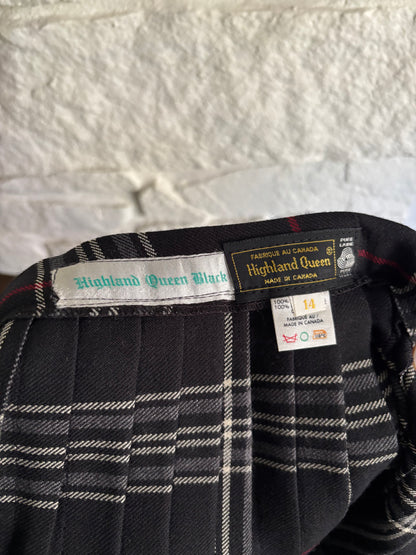 Highland Queen Black
FABRIQUE AU CANADA
Highland Queen®
MADE IN CANADA
PURE
LAINE
100%
100%
14
FABRIQUE AU /
MADE IN CANADA